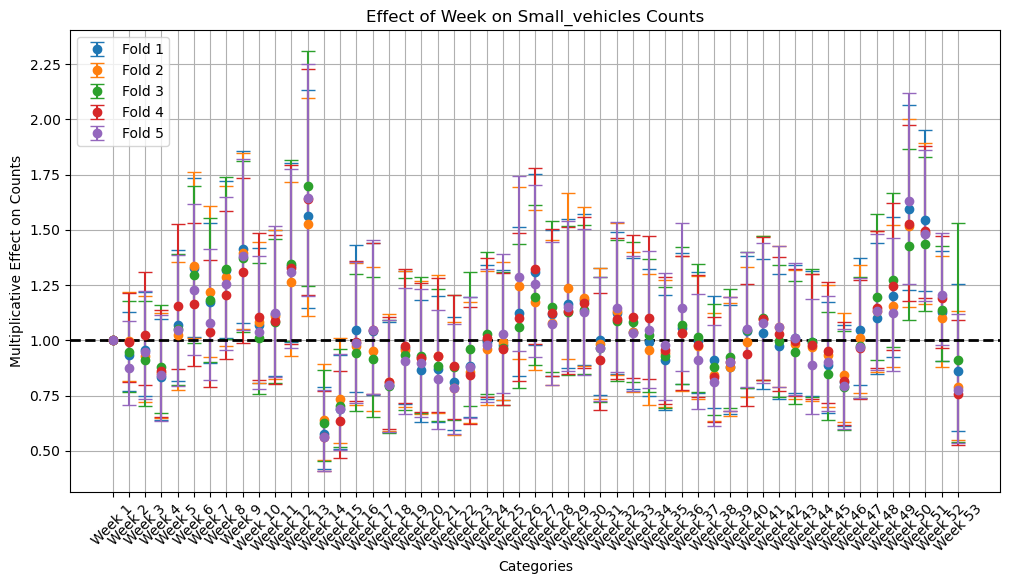 Effect of Week on Small_vehicles Counts
Multiplicative Effect on Counts
2.25
2.00
1.75
1.50
1.25
1.00
0.75
0.50
Fold 1
Fold 2
Fold 3
Fold 4
Fold 5
Week 1
Week 2
Week 3
Week 4
Week 5
Week 6
Week 7
Week 8
Week 9
Week 10
Week 11
Week 12
Week 13
Week 14
Week 15
Week 16
Week 17
Week 18
Week 19
Week 20
Week 21
Week 22
Week 23
Week 24
Week 25
Week 26
Week 27
Week 28
Week 29
Week 30
Week 31
Week 32
Week 33
Week 34
Week 35
Week 36
Week 37
Week 38
Week 39
Week 40
Week 41
Week 42
Week 43
Week 44
Week 45
Week 46
Week 47
Week 48
Week 49
Week 50
Week 51
Week 52
Week 53
Categories